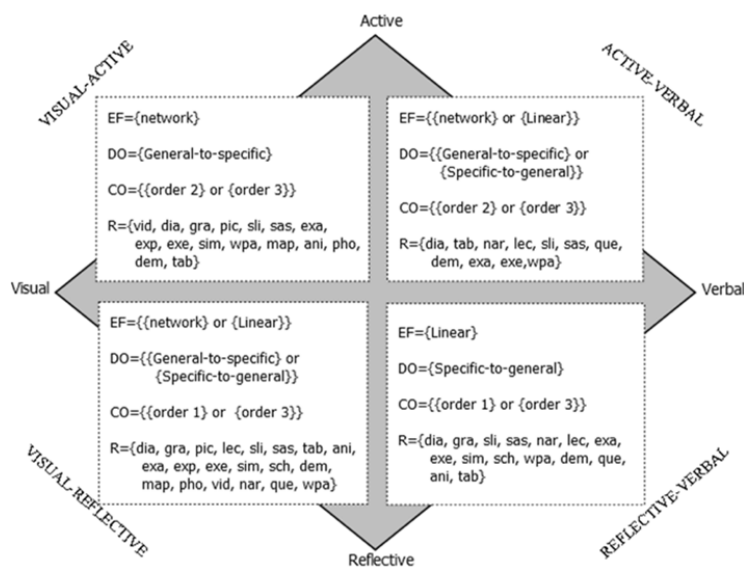 Active
VISUAL-ACTIVE
ACTIVE-VERBAL
EF={network}
DO={General-to-specific}
CO={{order 2} or {order 3}}
R={vid, dia, gra, pic, sli, sas, exa,
exp, exe, sim, wpa, map, ani, pho,
dem, tab}
EF={{network} or {Linear}}
DO={{General-to-specific} or
{Specific-to-general}}
CO={{order 2} or {order 3}}
R={dia, tab, nar, lec, sli, sas, que,
dem, exa, exe,wpa}
Visual
Verbal
EF={{network} or {Linear}}
DO={{General-to-specific} or
{Specific-to-general}}
CO={{order 1} or {order 3}}
R={dia, gra, pic, lec, sli, sas, tab, ani,
exa, exp, exe, sim, sch, dem,
map, pho, vid, nar, que, wpa}
EF={Linear}
DO={Specific-to-general}
CO={{order 1} or {order 3}}
R={dia, gra, sli, sas, nar, lec, exa,
exe, sim, sch, wpa, dem, que,
ani, tab}
VISUAL-REFLECTIVE
REFLECTIVE-VERBAL
Reflective